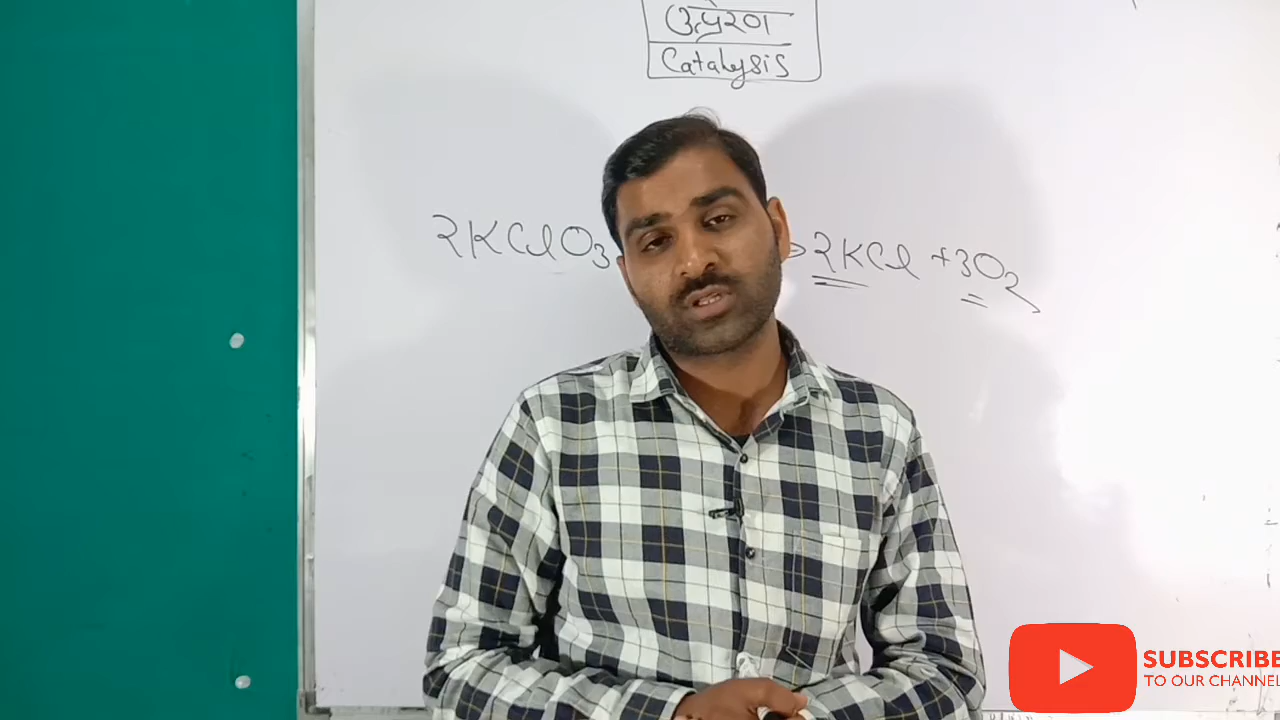 उत्प्रेरण
Catalysis
2KClO3 → 2KCl + 3O2
SUBSCRIBE
TO OUR CHANNEL